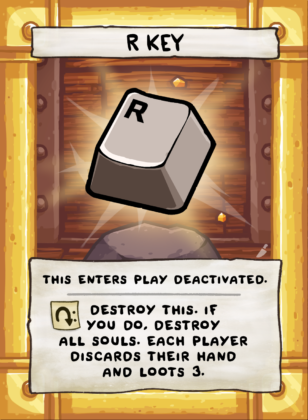 R KEY
R
THIS ENTERS PLAY DEACTIVATED.
DESTROY THIS. IF
YOU DO, DESTROY
ALL SOULS. EACH PLAYER
DISCARDS THEIR HAND
AND LOOTS 3.